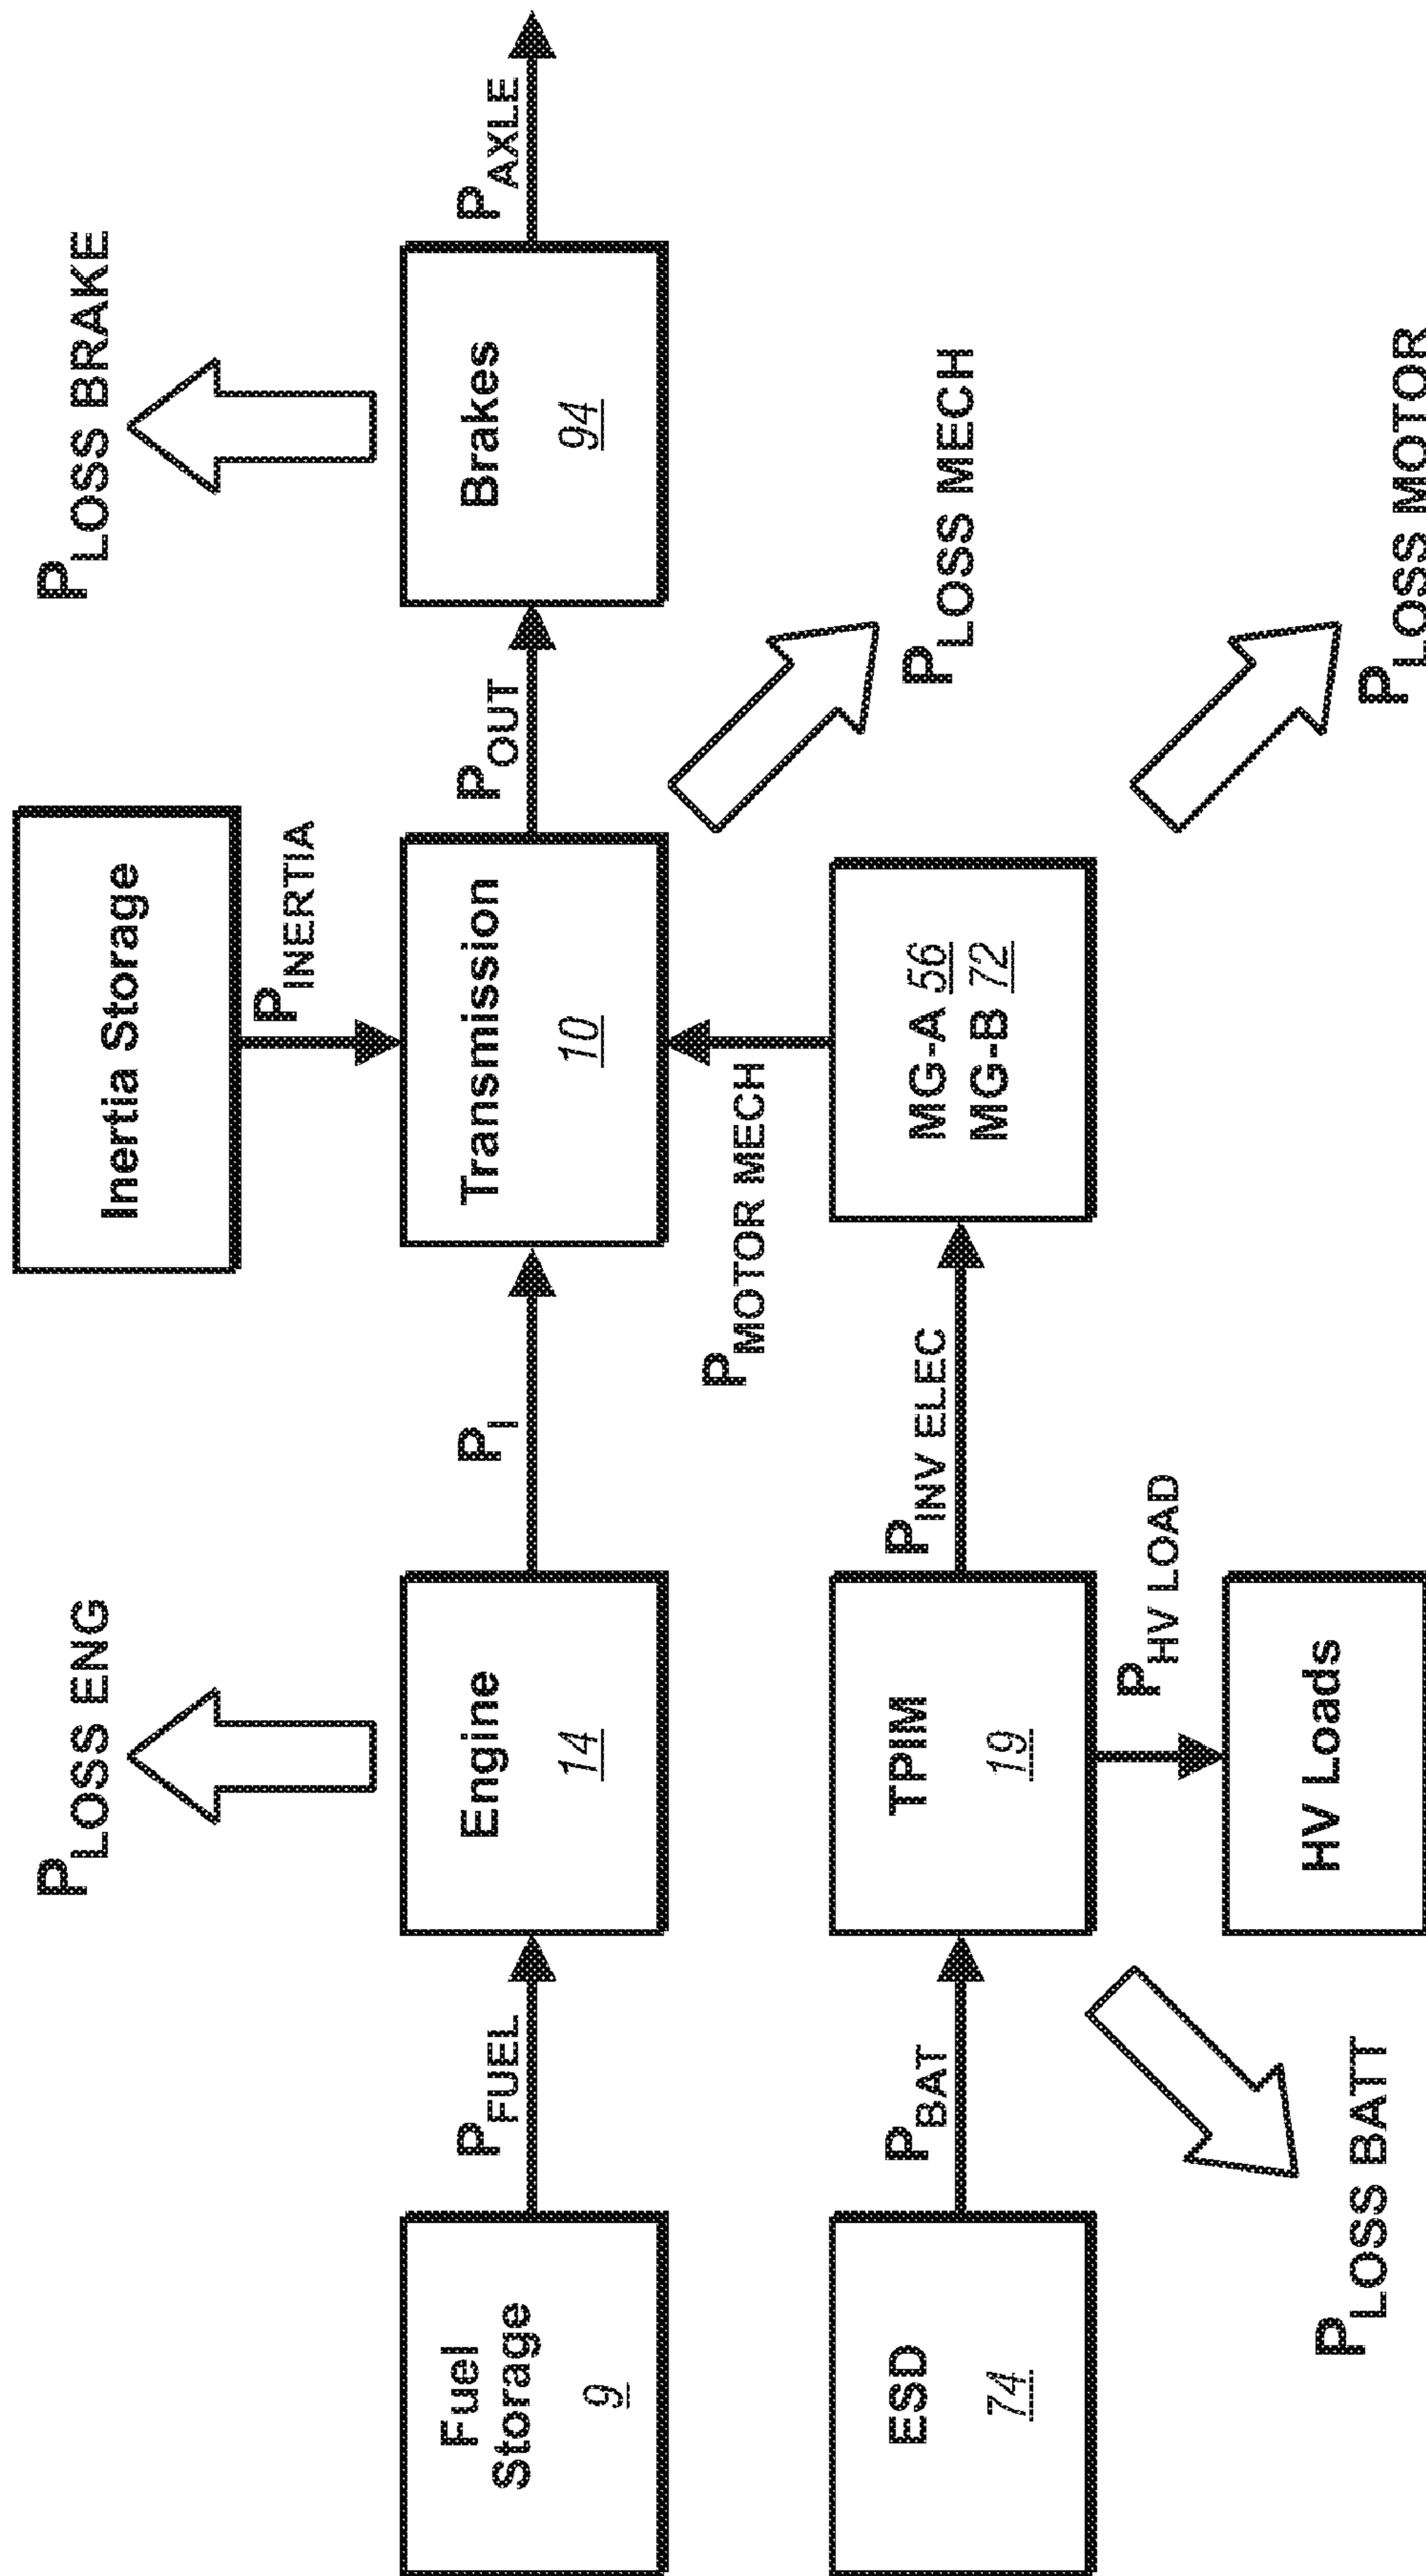 Inertia Storage
P LOSS ENG
P LOSS BRAKE
P INERTIA
Fuel
Storage
9
P FUEL
Engine
14
P I
Transmission
10
P OUT
Brakes
94
P AXLE
P MOTOR MECH
P LOSS MECH
ESD
74
P BAT
TPIM
19
P INV ELEC
MG-A 56
MG-B 72
P HV LOAD
P LOSS BATT
HV Loads
P LOSS MOTOR